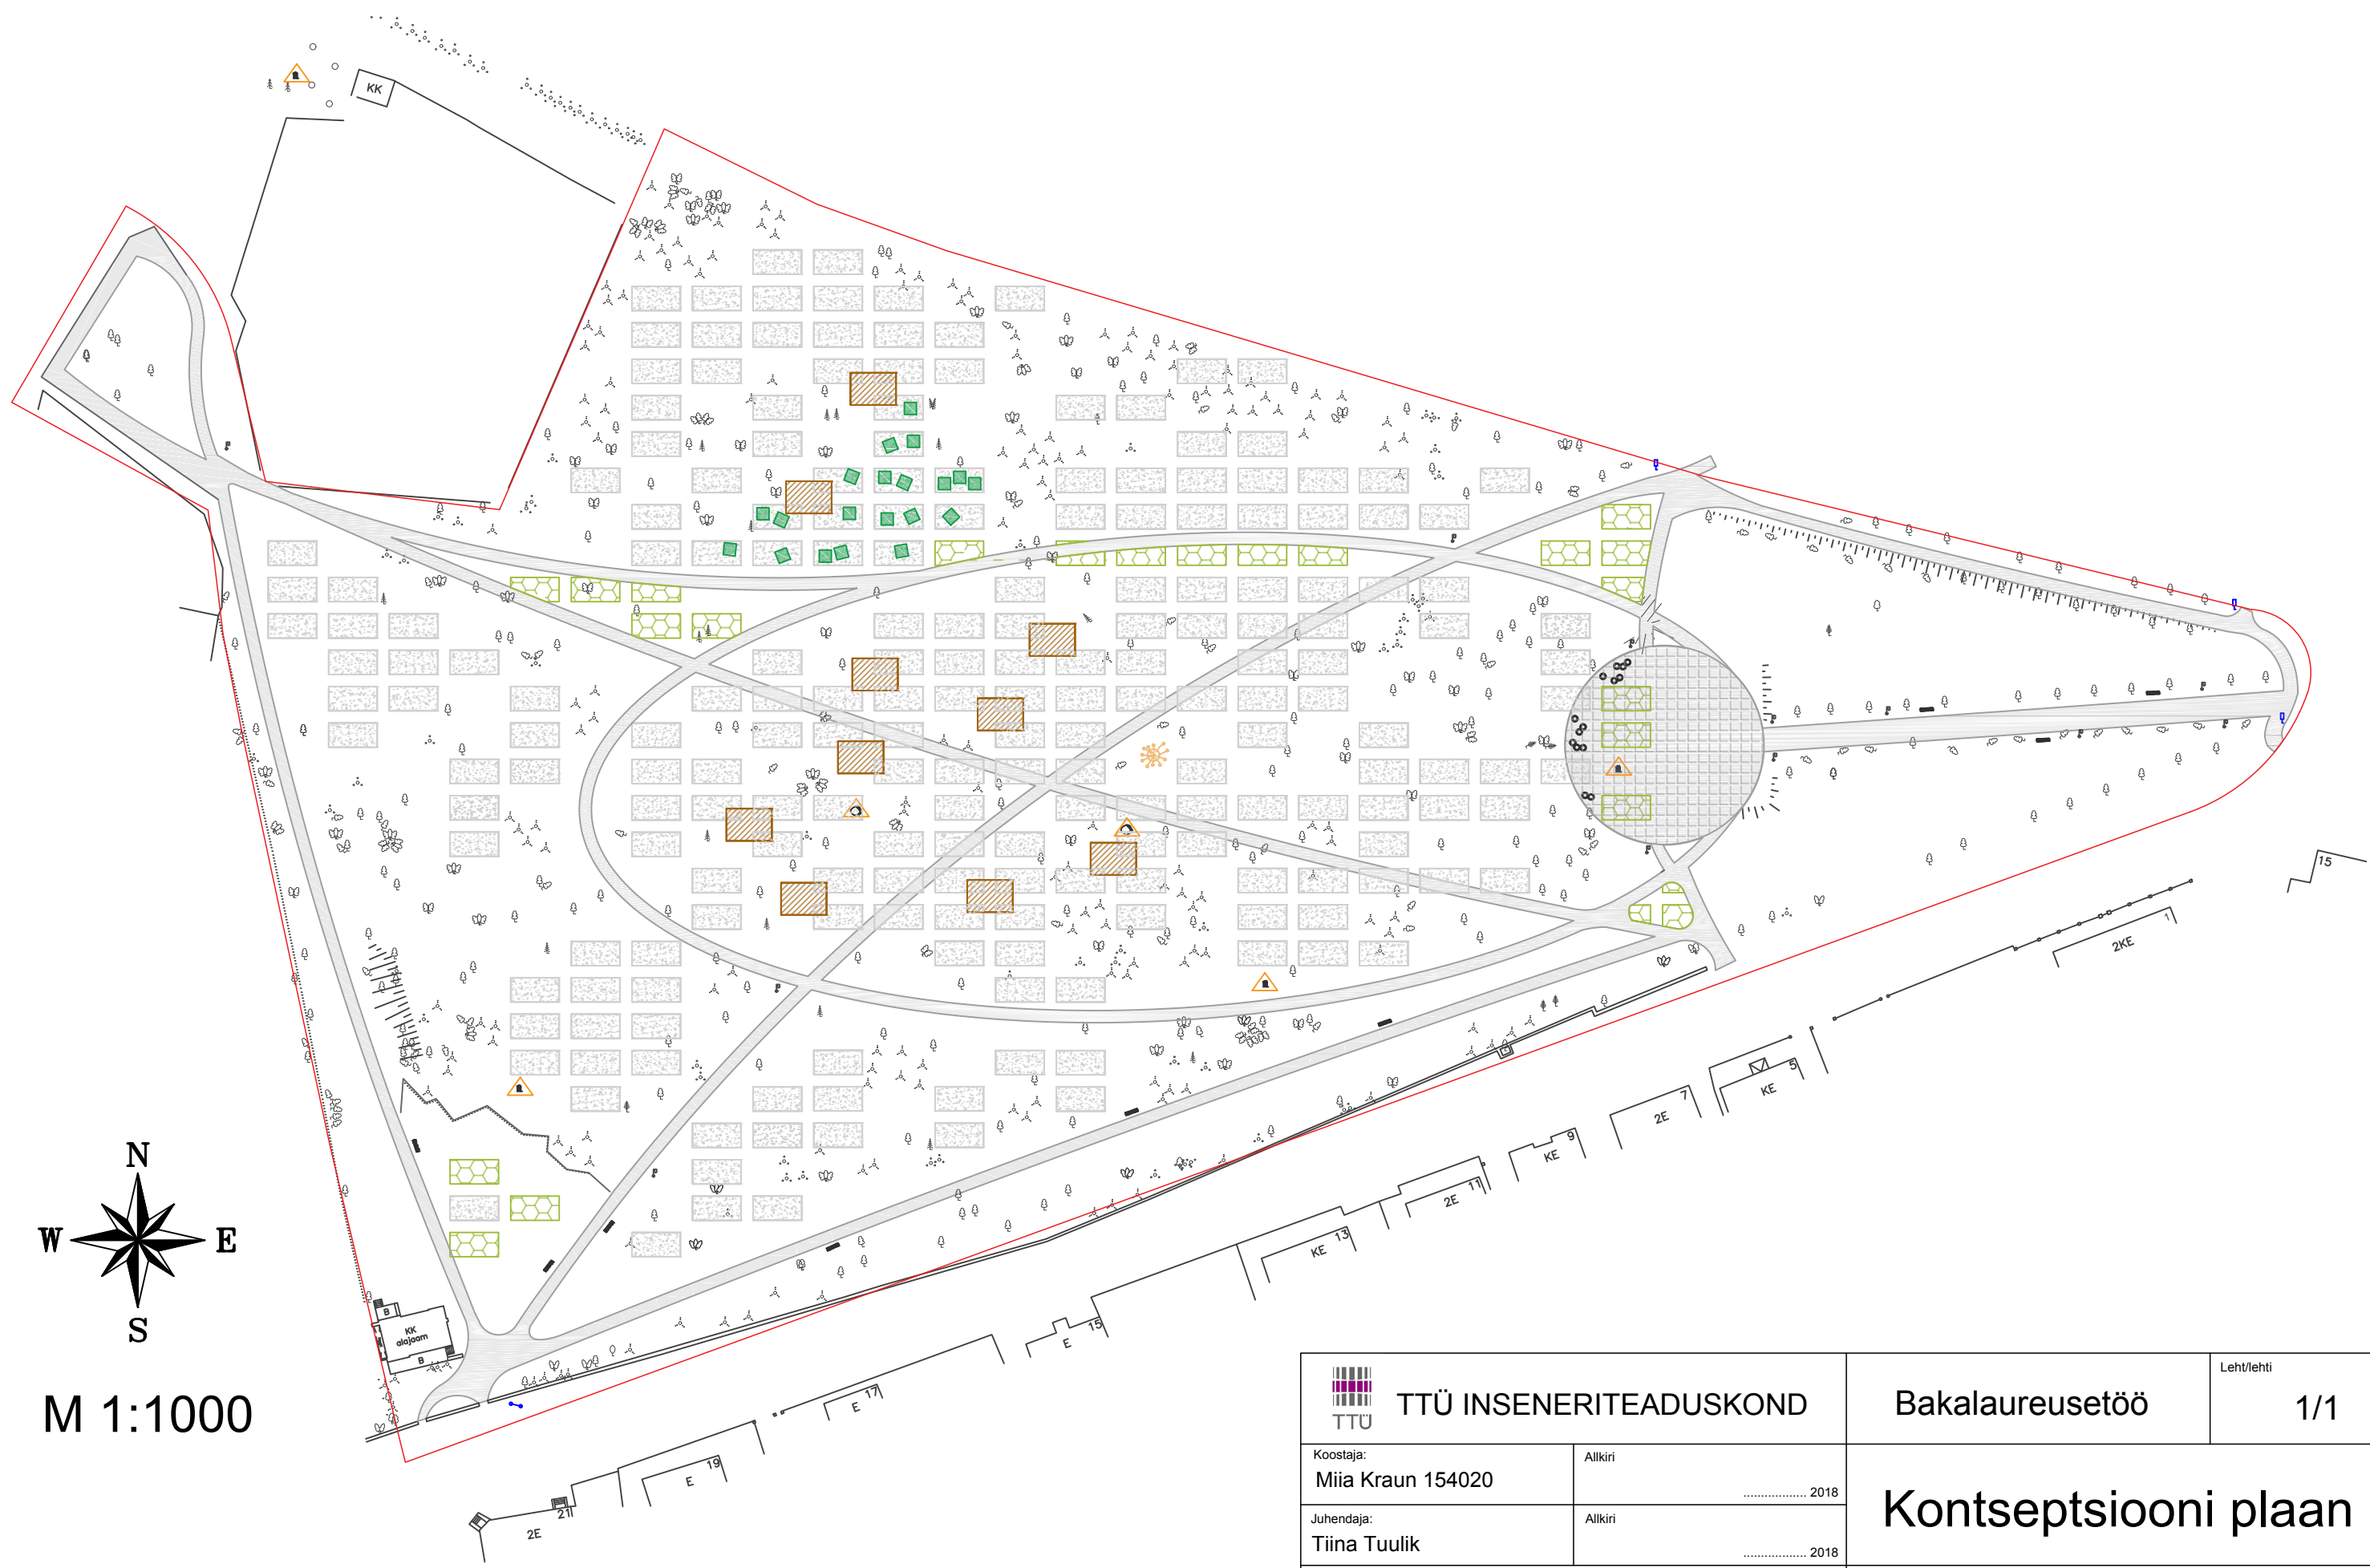 KK
15
1
2KE
5
KE
7
2E
9
KE
11
2E
13
KE
15
E
17
E
19
E
21
2E
B
KK
alajaam
B
N
W
E
S
M 1:1000
TTÜ
TTÜ INSENERITEADUSKOND
Bakalaureusetöö
Leht/lehti
1/1
Koostaja:
Miia Kraun 154020
Allkiri
.................. 2018
Kontseptsiooni plaan
Juhendaja:
Tiina Tuulik
Allkiri
.................. 2018